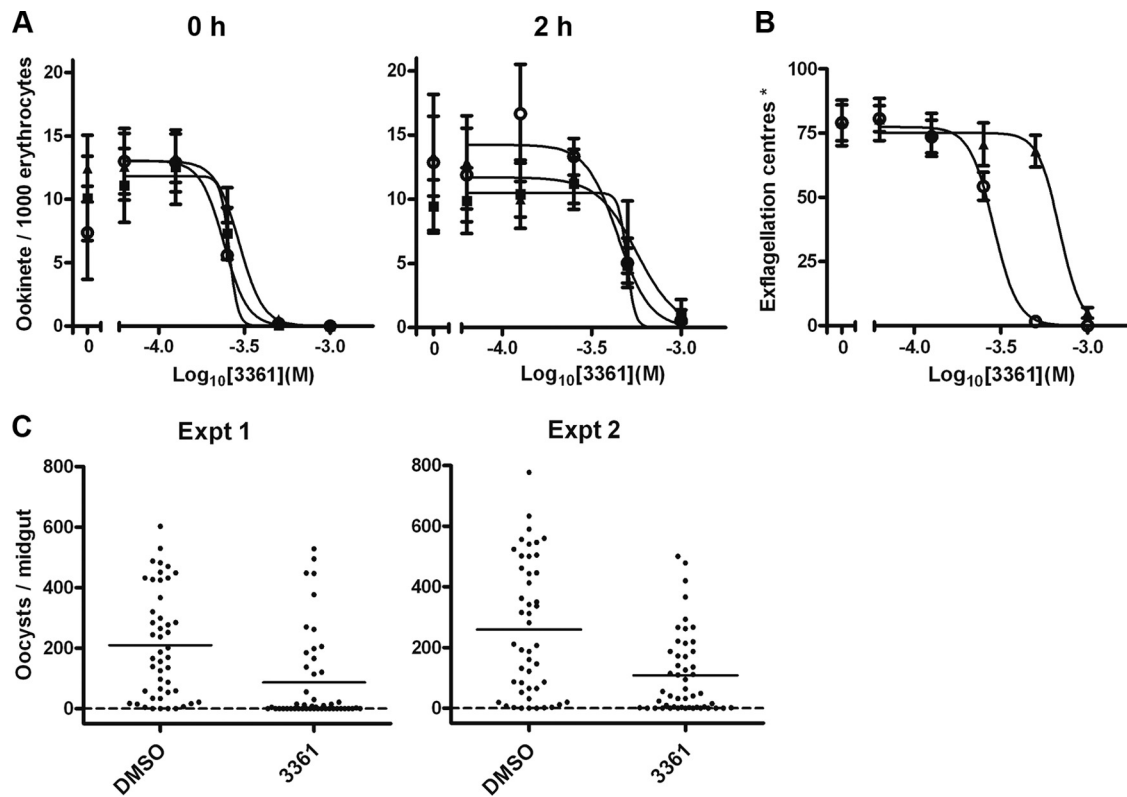 A
0 h
2 h
B
Ookinete / 1000 erythrocytes
20
15
10
5
0
0
-4.0
-3.5
-3.0
Log10[3361](M)
20
15
10
5
0
0
-4.0
-3.5
-3.0
Log10[3361](M)
Exflagellation centres *
100
75
50
25
0
0
-4.0
-3.5
-3.0
Log10[3361](M)
C
Expt 1
Expt 2
Oocysts / midgut
800
600
400
200
0
DMSO
3361
800
600
400
200
0
DMSO
3361